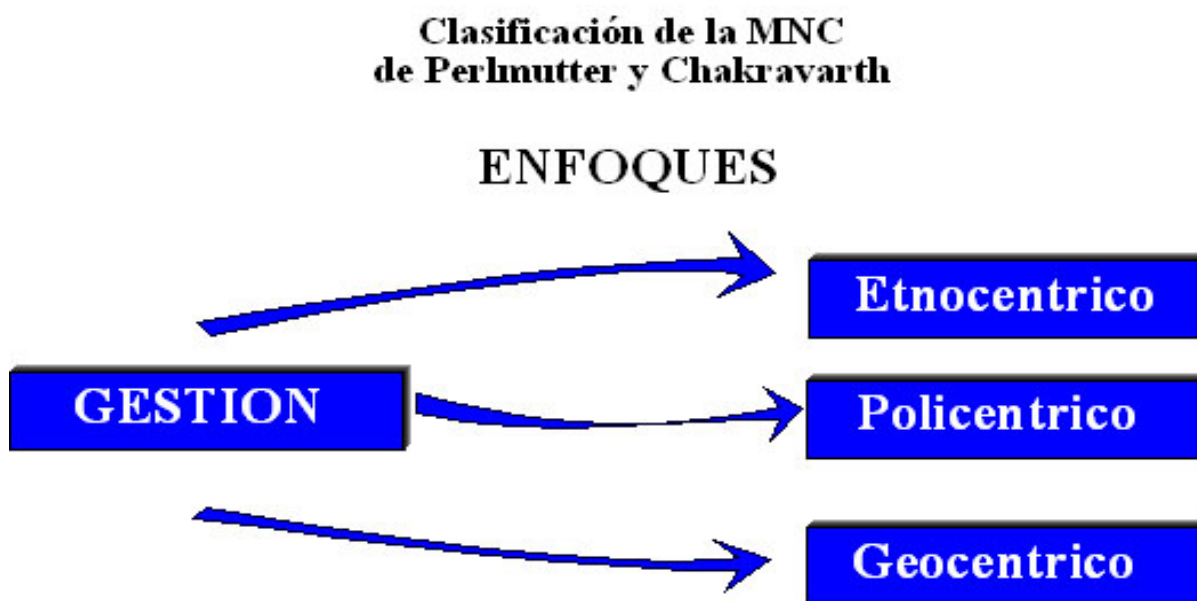 Clasificación de la MNC
de Perlmutter y Chakravarth
ENFOQUES
Etnocentrico
GESTION
Policentrico
Geocentrico